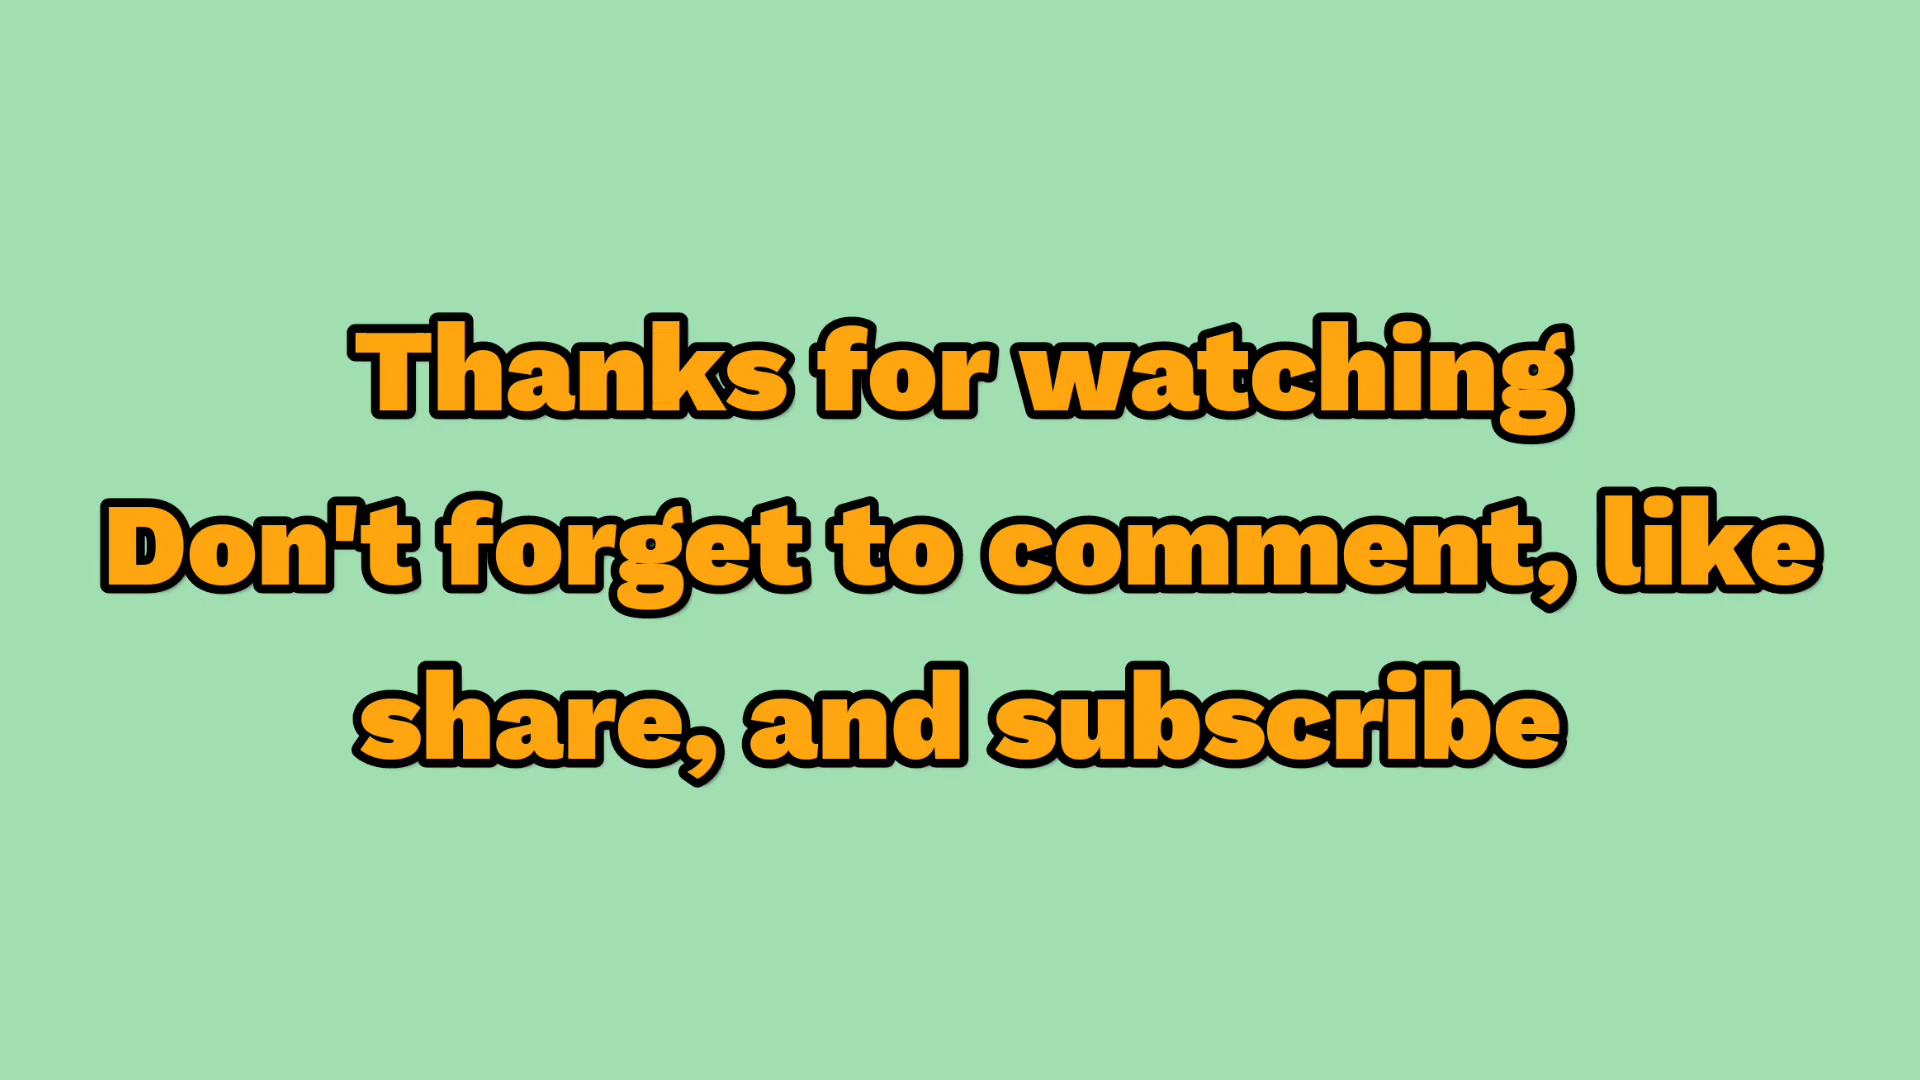 Thanks for watching
Don't forget to comment, like
share, and subscribe